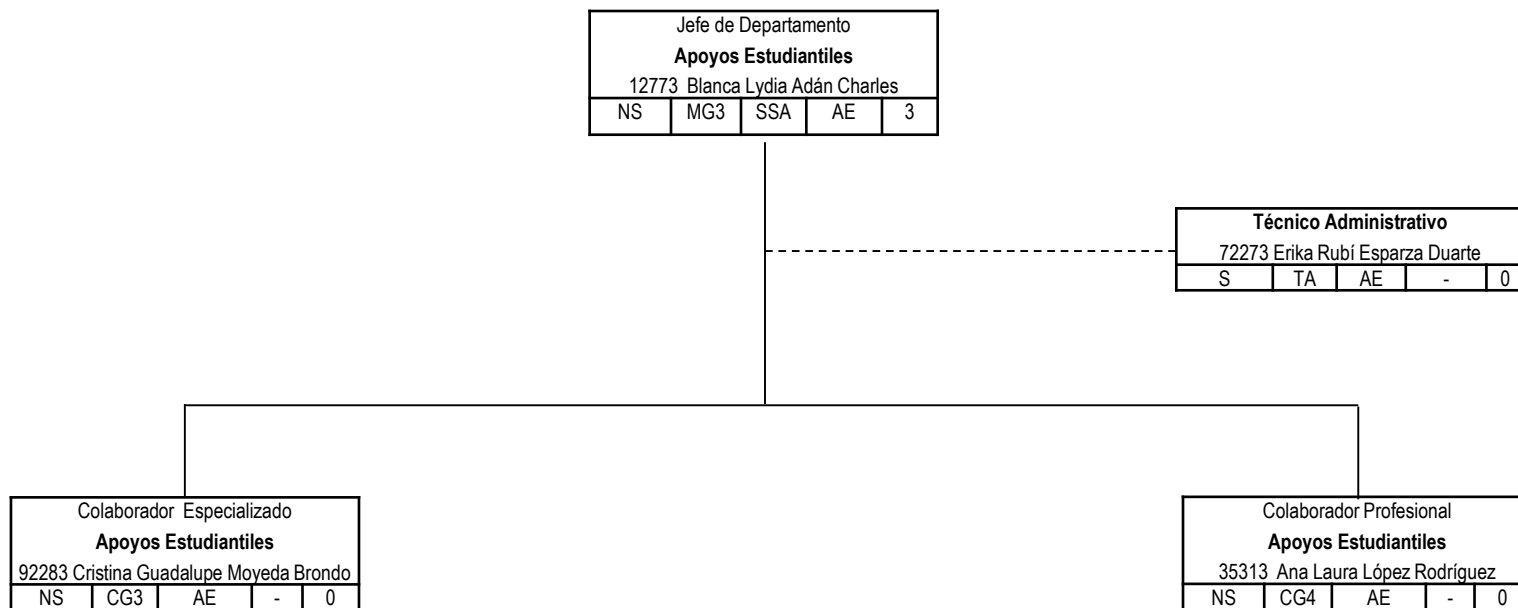 Jefe de Departamento
Apoyos Estudiantiles
12773 Blanca Lydia Adán Charles
NS MG3 SSA AE 3
Técnico Administrativo
72273 Erika Rubí Esparza Duarte
S TA AE - 0
Colaborador Especializado
Apoyos Estudiantiles
92283 Cristina Guadalupe Moyeda Brondo
NS CG3 AE - 0
Colaborador Profesional
Apoyos Estudiantiles
35313 Ana Laura López Rodríguez
NS CG4 AE - 0